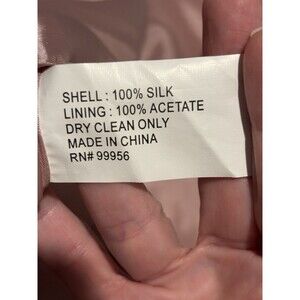 SHELL : 100% SILK
LINING : 100% ACETATE
DRY CLEAN ONLY
MADE IN CHINA
RN# 99956